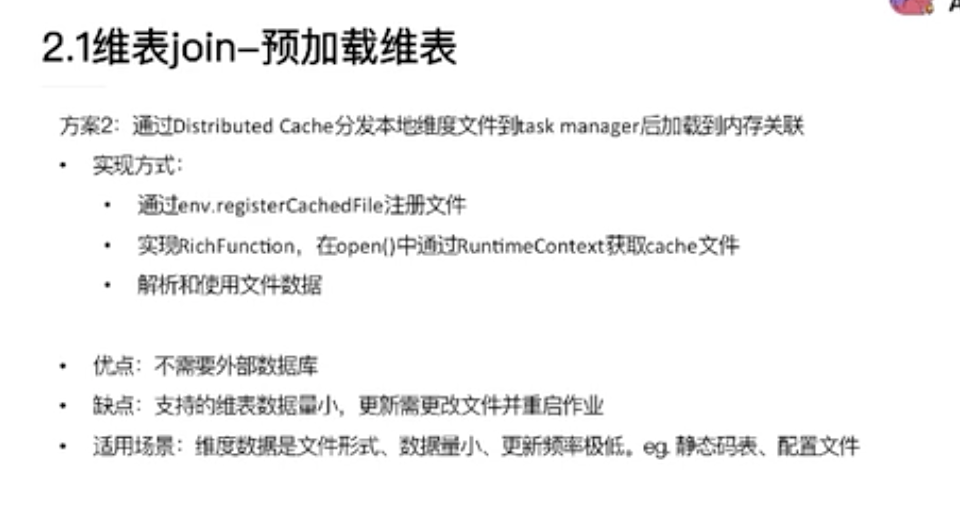 2.1维表join-预加载维表
方案2：通过Distributed Cache分发本地维度文件到task manager后加载到内存关联
• 实现方式：
• 通过env.registerCachedFile注册文件
• 实现RichFunction，在open()中通过RuntimeContext获取cache文件
• 解析和使用文件数据
• 优点：不需要外部数据库
• 缺点：支持的维表数据量小，更新需更改文件并重启作业
• 适用场景：维度数据是文件形式、数据量小、更新频率极低。eg. 静态码表、配置文件